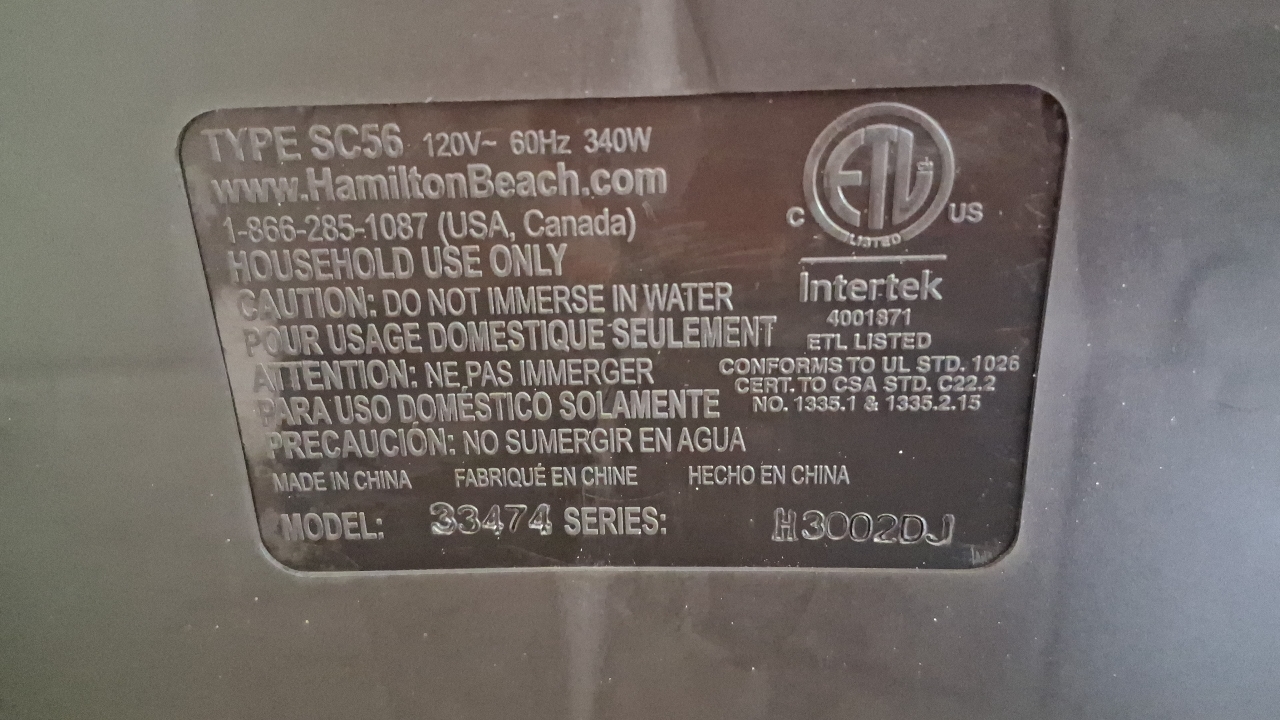 TYPE SC56 120V~ 60Hz 340W
www.HamiltonBeach.com
1-866-285-1087 (USA, Canada)
HOUSEHOLD USE ONLY
CAUTION: DO NOT IMMERSE IN WATER
POUR USAGE DOMESTIQUE SEULEMENT
ATTENTION: NE PAS IMMERGER
PARA USO DOMÉSTICO SOLAMENTE
PRECAUCIÓN: NO SUMERGIR EN AGUA
MADE IN CHINA FABRIQUÉ EN CHINE HECHO EN CHINA
MODEL: 33474 SERIES: H3002DJ
ETL
LISTED
C US
Intertek
4001871
ETL LISTED
CONFORMS TO UL STD. 1026
CERT. TO CSA STD. C22.2
NO. 1335.1 & 1335.2.15